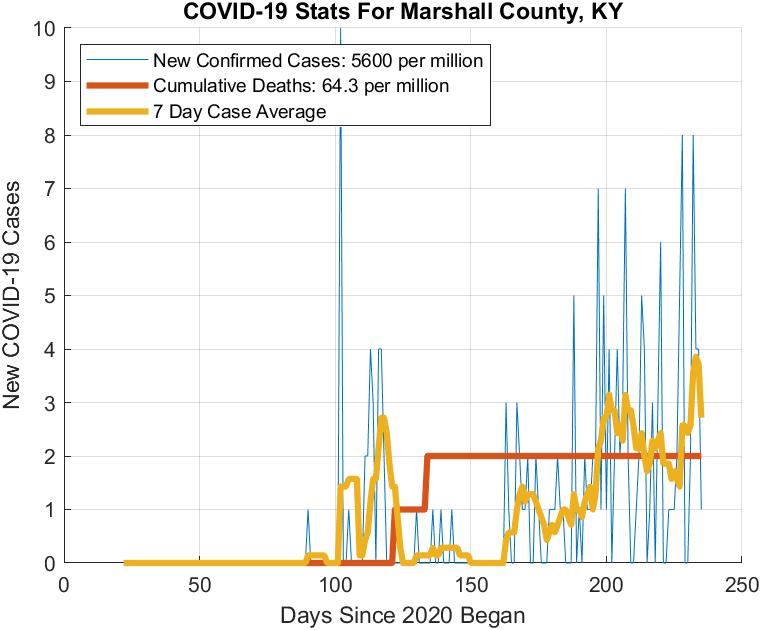 COVID-19 Stats For Marshall County, KY
New Confirmed Cases: 5600 per million
Cumulative Deaths: 64.3 per million
7 Day Case Average
New COVID-19 Cases
10
9
8
7
6
5
4
3
2
1
0
0 50 100 150 200 250
Days Since 2020 Began